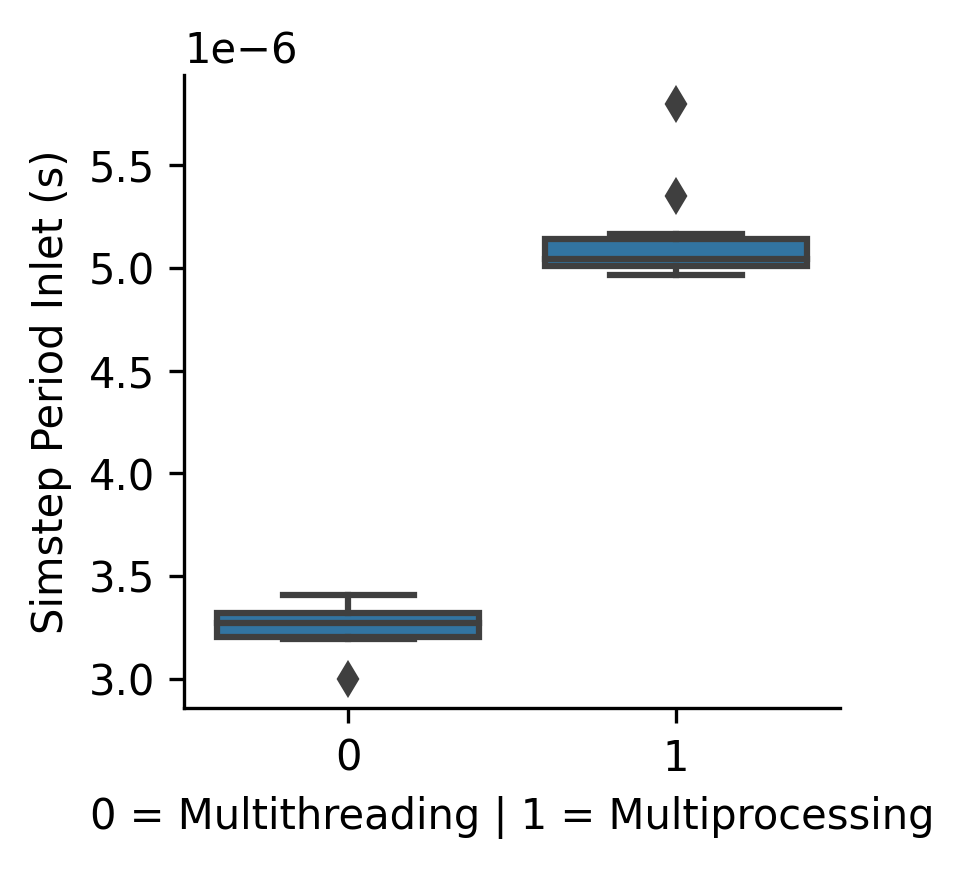 1e−6
Simstep Period Inlet (s)
5.5
5.0
4.5
4.0
3.5
3.0
0
1
0 = Multithreading | 1 = Multiprocessing